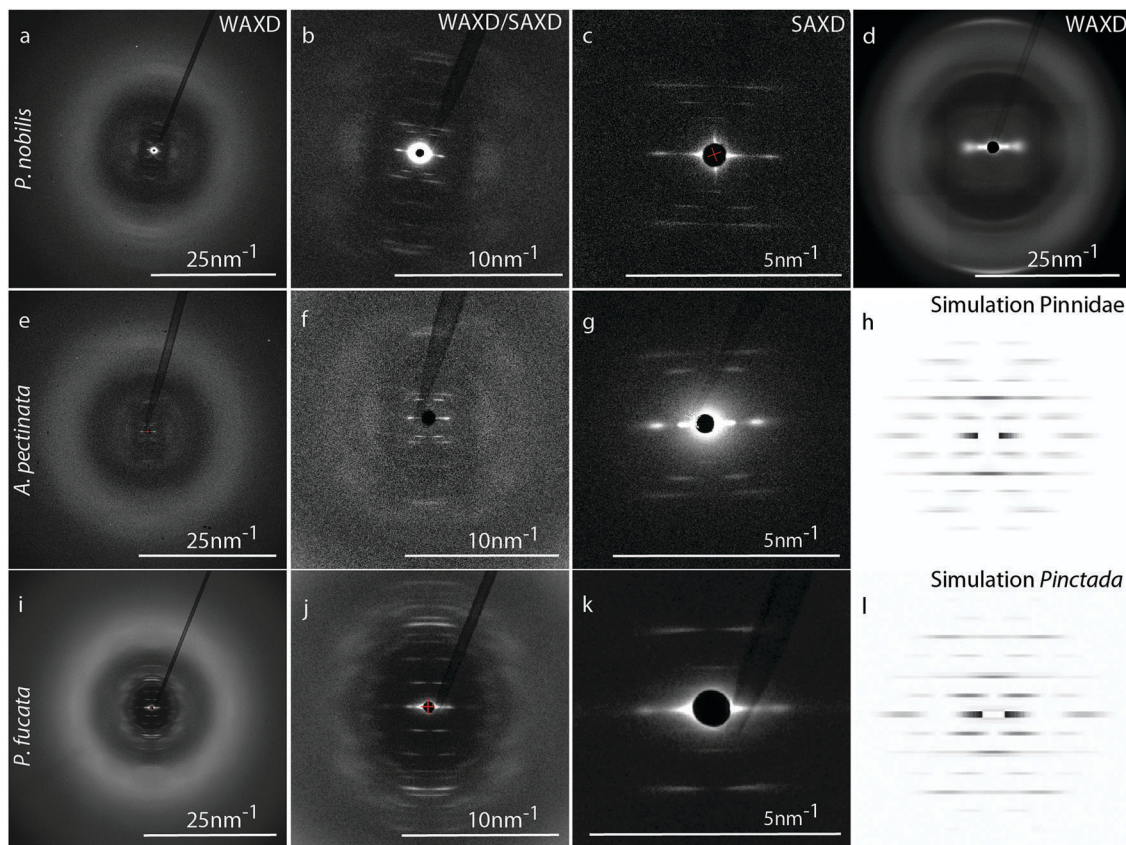 a WAXD
b WAXD/SAXD
c SAXD
d WAXD
P. nobilis
25nm⁻¹
10nm⁻¹
5nm⁻¹
25nm⁻¹
e
f
g
h Simulation Pinnidae
A. pectinata
25nm⁻¹
10nm⁻¹
5nm⁻¹
i
j
k
l Simulation Pinctada
P. fucata
25nm⁻¹
10nm⁻¹
5nm⁻¹